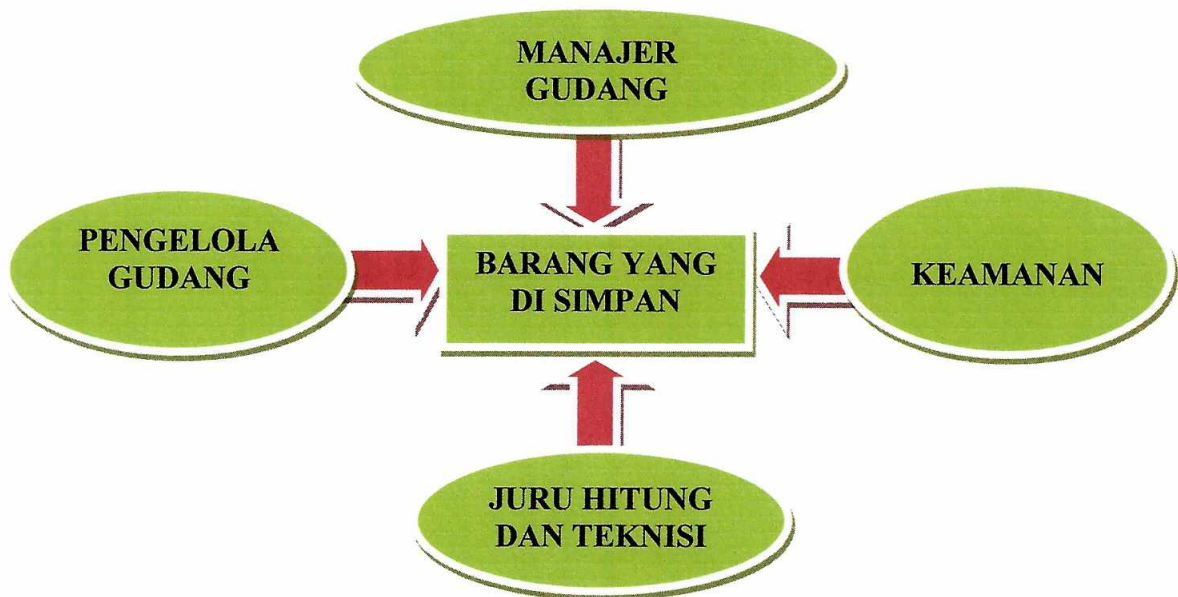 MANAJER
GUDANG
PENGELOLA
GUDANG
BARANG YANG
DI SIMPAN
KEAMANAN
JURU HITUNG
DAN TEKNISI